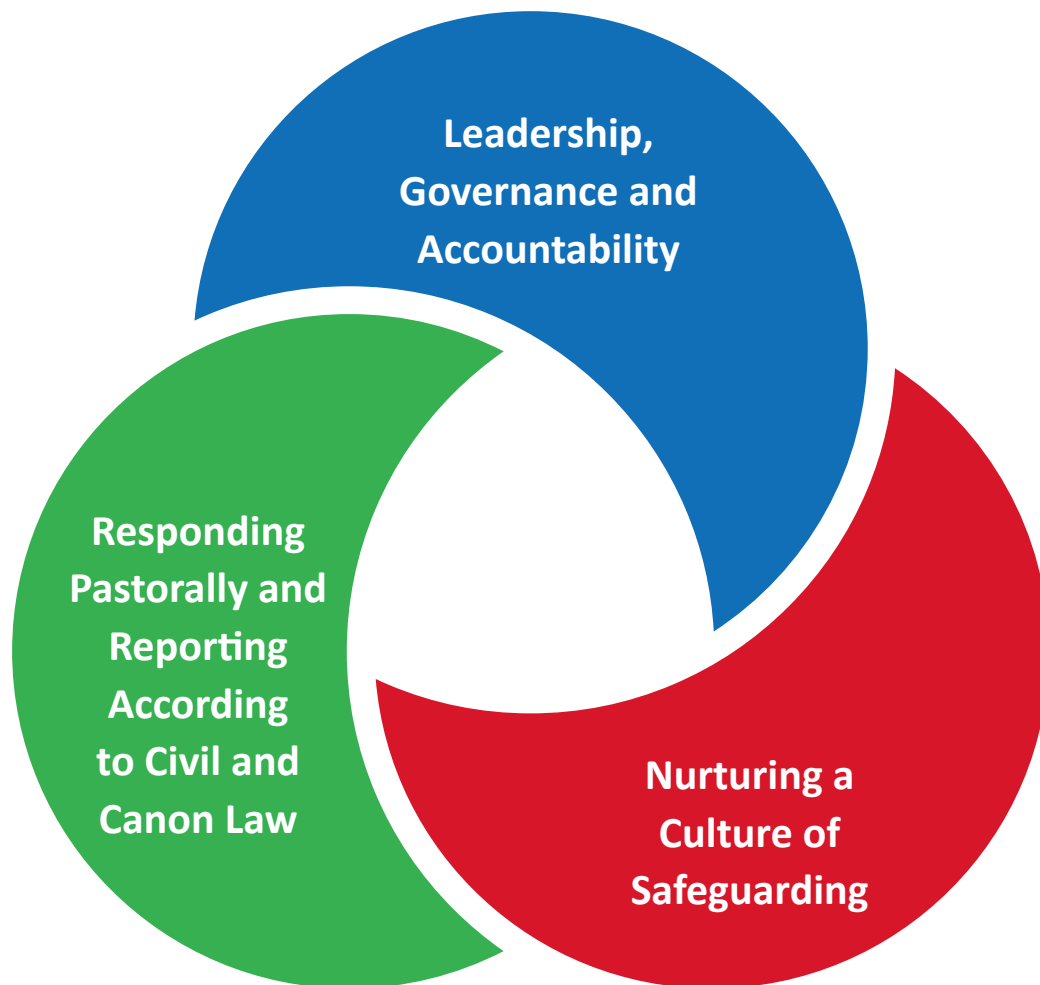 Leadership,
Governance and
Accountability
Responding
Pastorally and
Reporting
According
to Civil and
Canon Law
Nurturing a
Culture of
Safeguarding